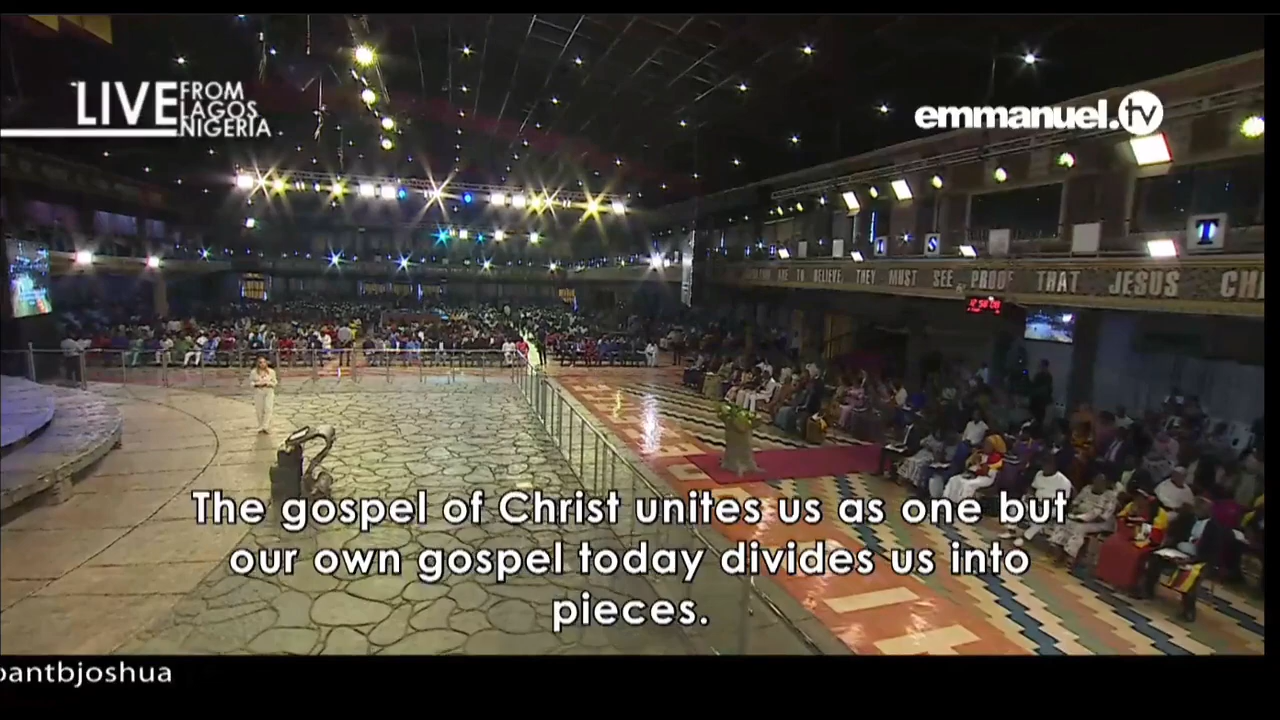 LIVE FROM
LAGOS,
NIGERIA
emmanuel.tv
T
S
T
ARE TO BELIEVE THEY MUST SEE PROOF THAT JESUS CH
The gospel of Christ unites us as one but
our own gospel today divides us into
pieces.
pantbjoshua